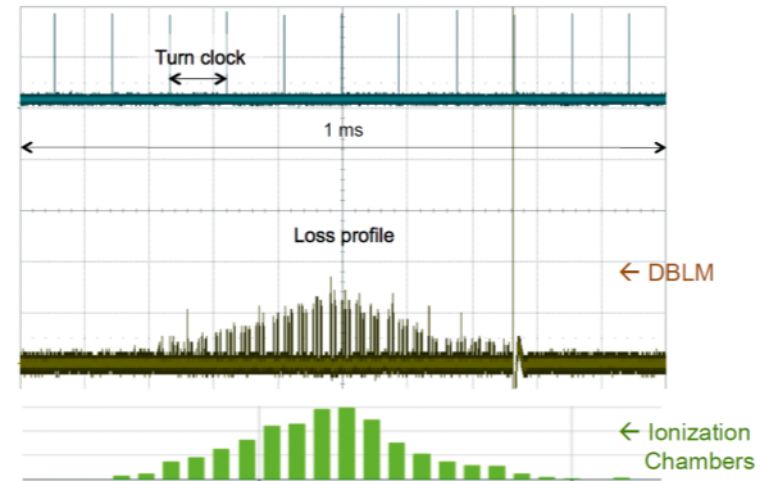 Turn clock
1 ms
Loss profile
← DBLM
← Ionization
Chambers